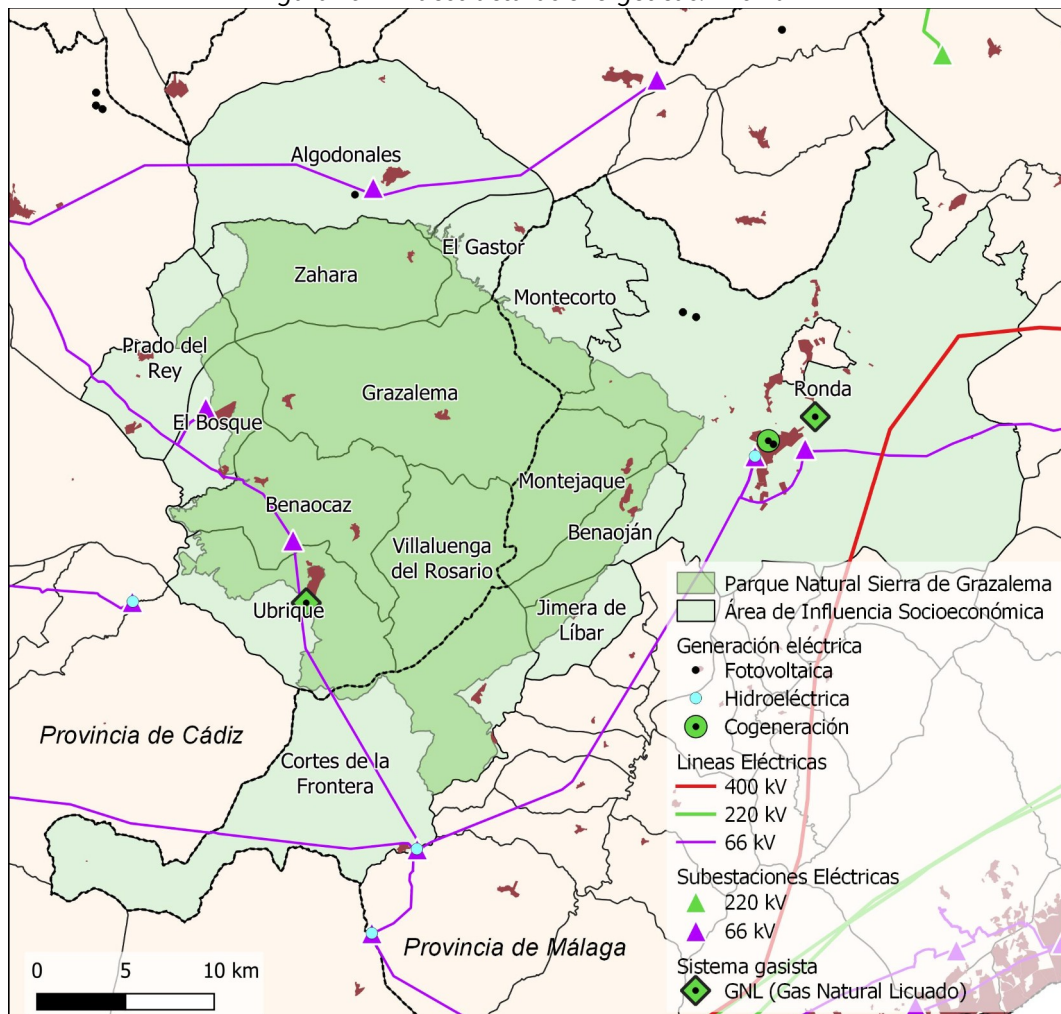 Algodonales
El Gastor
Zahara
Montecorto
Prado del
Rey
Grazalema
Ronda
El Bosque
Montejaque
Benaocaz
Benaoján
Villaluenga
del Rosario
Ubrique
Jimera de
Líbar
Provincia de Cádiz
Cortes de la
Frontera
Provincia de Málaga
0 5 10 km
Parque Natural Sierra de Grazalema
Área de Influencia Socioeconómica
Generación eléctrica
Fotovoltaica
Hidroeléctrica
Cogeneración
Lineas Eléctricas
400 kV
220 kV
66 kV
Subestaciones Eléctricas
220 kV
66 kV
Sistema gasista
GNL (Gas Natural Licuado)